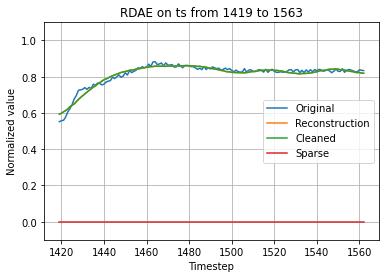 RDAE on ts from 1419 to 1563
Normalized value
1.0
0.8
0.6
0.4
0.2
0.0
Original
Reconstruction
Cleaned
Sparse
1420 1440 1460 1480 1500 1520 1540 1560
Timestep